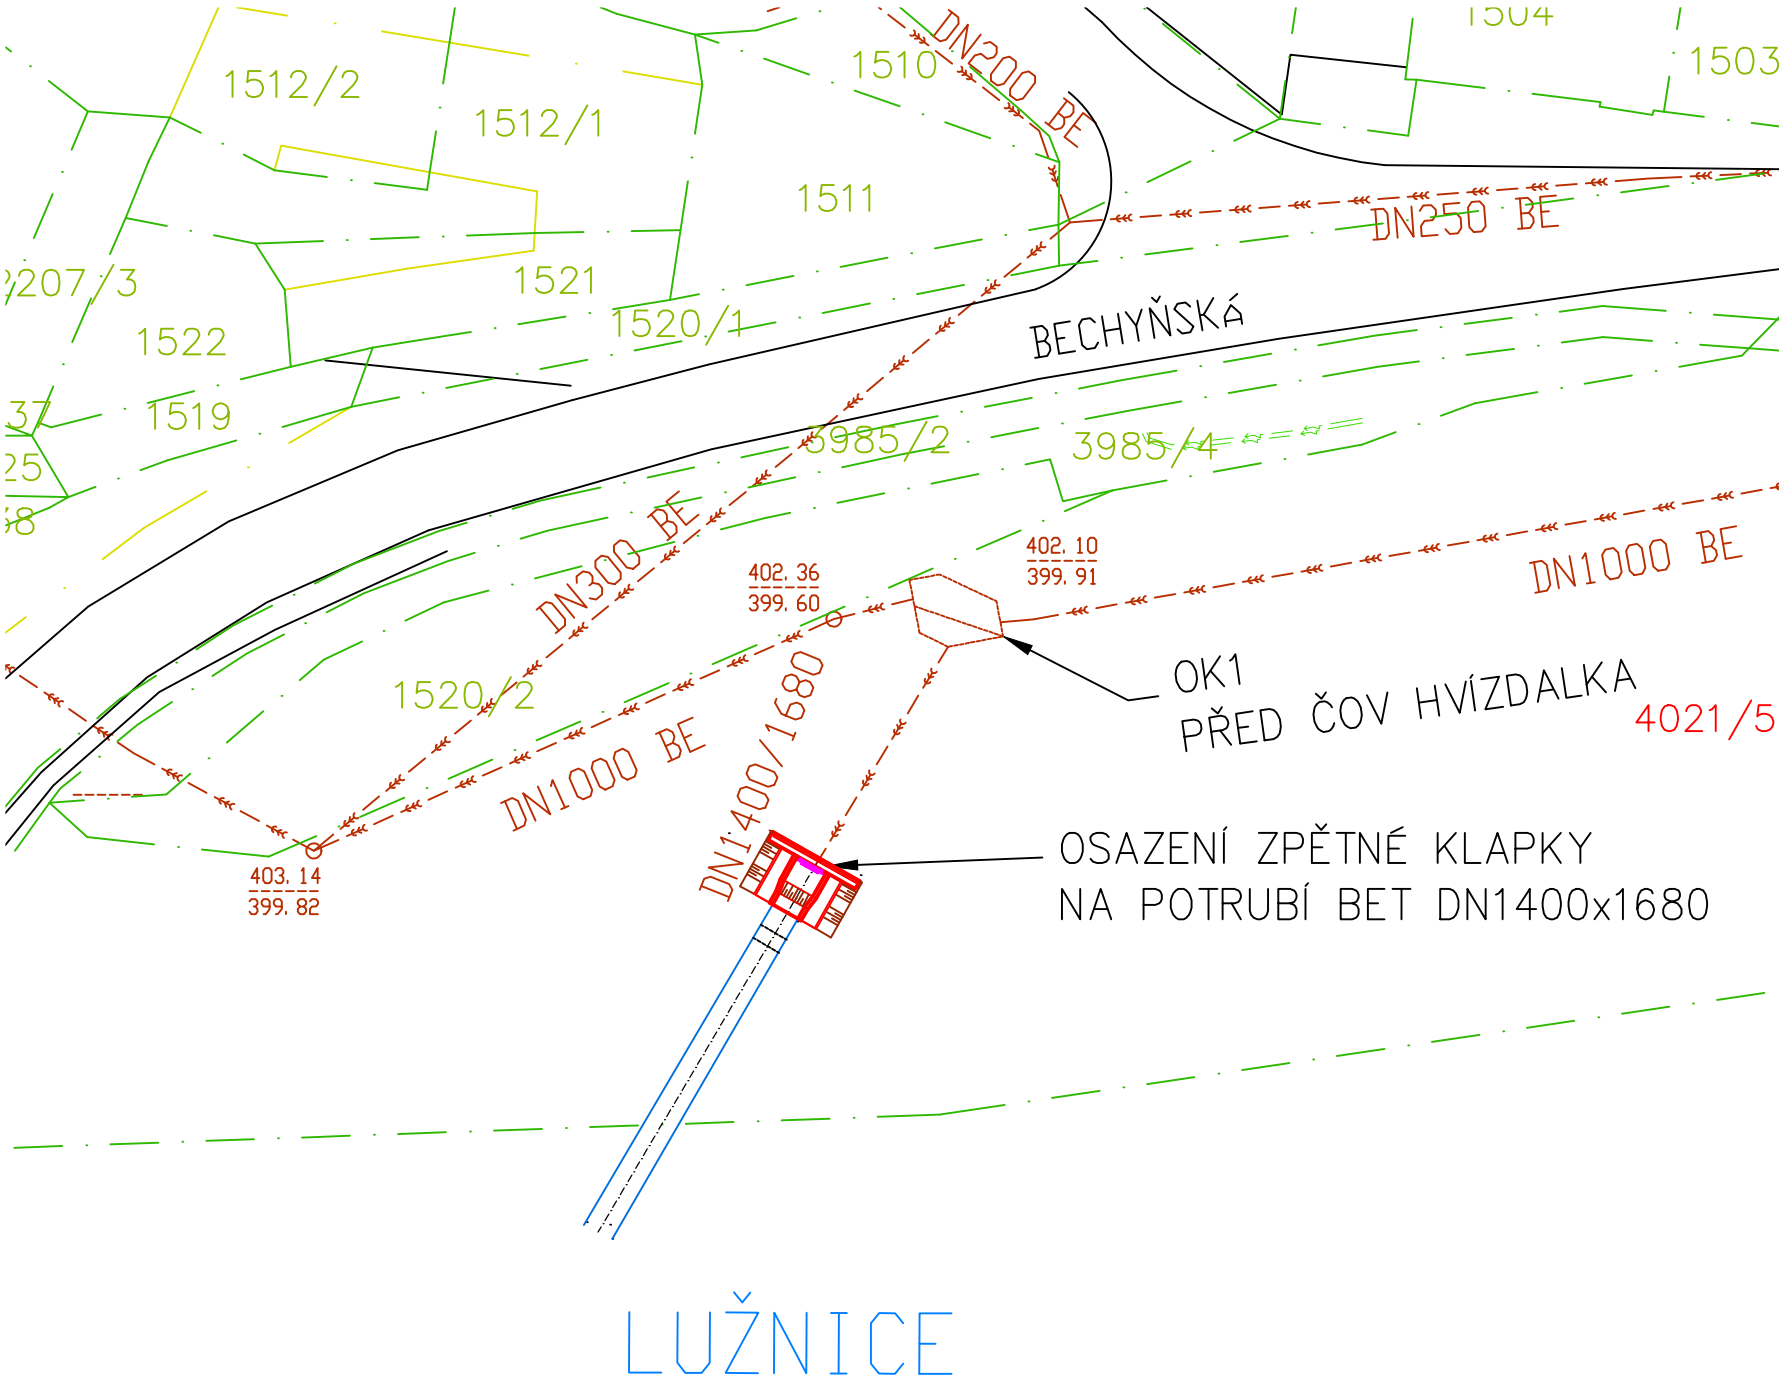 1504
1503
1510
DN200 BE
1512/2
1512/1
1511
DN250 BE
2207/3
1521
1520/1
BECHYŇSKÁ
1522
1519
37
25
3985/2
3985/4
DN300 BE
402.36
399.60
402.10
399.91
DN1000 BE
OK1
PŘED ČOV HVÍZDALKA
4021/5
1520/2
DN1000 BE
DN1400/1680
OSAZENÍ ZPĚTNÉ KLAPKY
NA POTRUBÍ BET DN1400x1680
403.14
399.82
LUŽNICE